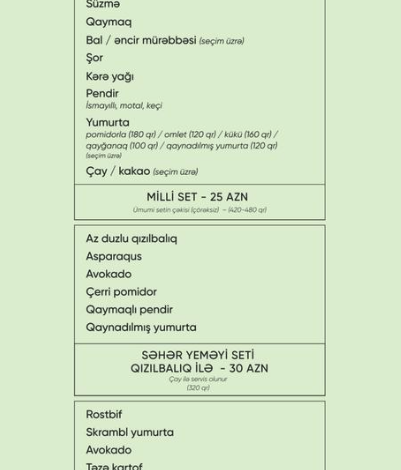 Süzmə
Qaymaq
Bal / əncir mürəbbəsi (seçim üzrə)
Şor
Kərə yağı
Pendir
İsmayıllı, motal, keçi
Yumurta
pomidorla (180 qr) / omlet (120 qr) / kükü (160 qr) /
qayğanaq (100 qr) / qaynadılmış yumurta (120 qr)
(seçim üzrə)
Çay / kakao (seçim üzrə)
MİLLİ SET - 25 AZN
Ümumi setin çəkisi (çörəksiz) - (420-480 qr)
Az duzlu qızılbalıq
Asparaqus
Avokado
Çerri pomidor
Qaymaqlı pendir
Qaynadılmış yumurta
SƏHƏR YEMƏYİ SETİ
QIZILBALIQ İLƏ - 30 AZN
Çay ilə servis olunur
(320 qr)
Rostbif
Skrambl yumurta
Avokado
Təzə kartof